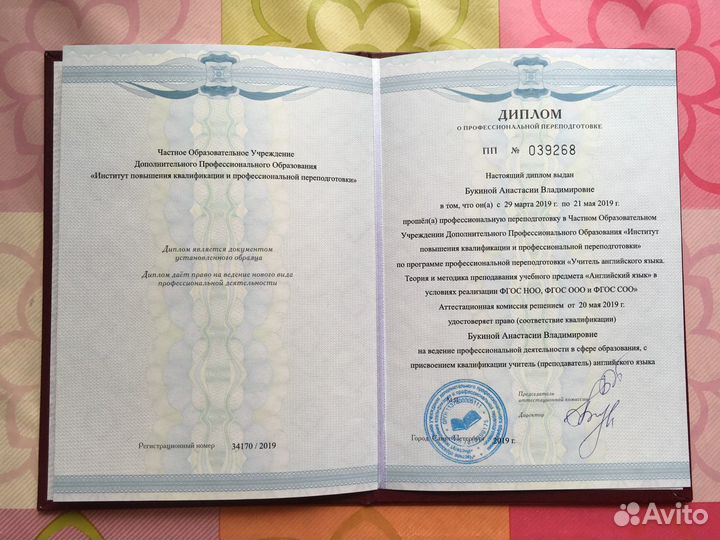 Частное Образовательное Учреждение
Дополнительного Профессионального Образования
«Институт повышения квалификации и профессиональной переподготовки»
Диплом является документом
установленного образца
Диплом даёт право на ведение нового вида
профессиональной деятельности
Регистрационный номер 34170 / 2019
ДИПЛОМ
О ПРОФЕССИОНАЛЬНОЙ ПЕРЕПОДГОТОВКЕ
ПП № 039268
Настоящий диплом выдан
Букиной Анастасии Владимировне
в том, что он(а) с 29 марта 2019 г. по 21 мая 2019 г.
прошёл(а) профессиональную переподготовку в Частном Образовательном
Учреждении Дополнительного Профессионального Образования «Институт
повышения квалификации и профессиональной переподготовки»
по программе профессиональной переподготовки «Учитель английского языка.
Теория и методика преподавания учебного предмета «Английский язык» в
условиях реализации ФГОС НОО, ФГОС ООО и ФГОС СОО»
Аттестационная комиссия решением от 20 мая 2019 г.
удостоверяет право (соответствие квалификации)
Букиной Анастасии Владимировне
на ведение профессиональной деятельности в сфере образования, с
присвоением квалификации учитель (преподаватель) английского языка
Председатель
аттестационной комиссии
Директор
Город Санкт-Петербург 2019 г.
Avito